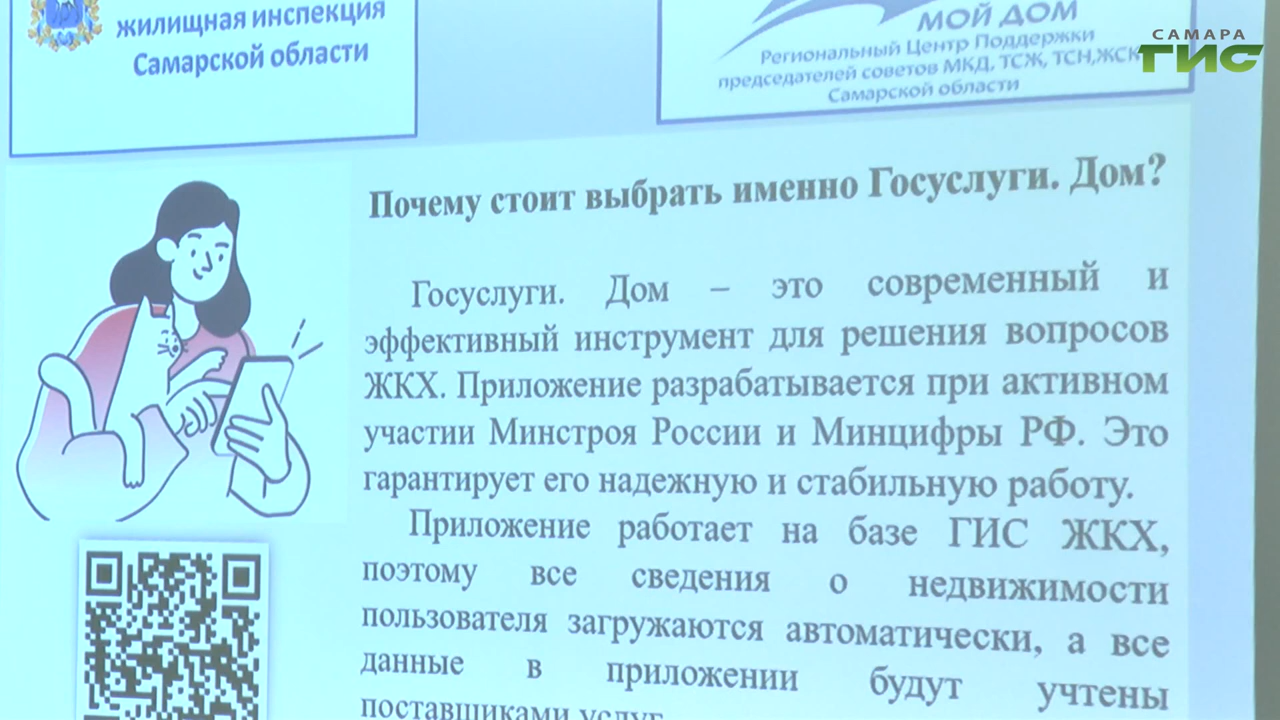 жилищная инспекция
Самарской области
МОЙ ДОМ
Региональный Центр Поддержки
председателей советов МКД, ТСЖ, ТСН,ЖСК
Самарской области
САМАРА
ГИС
Почему стоит выбрать именно Госуслуги. Дом?
Госуслуги. Дом – это современный и
эффективный инструмент для решения вопросов
ЖКХ. Приложение разрабатывается при активном
участии Минстроя России и Минцифры РФ. Это
гарантирует его надежную и стабильную работу.
Приложение работает на базе ГИС ЖКХ,
поэтому все сведения о недвижимости
пользователя загружаются автоматически, а все
данные в приложении будут учтены
поставщиками услуг